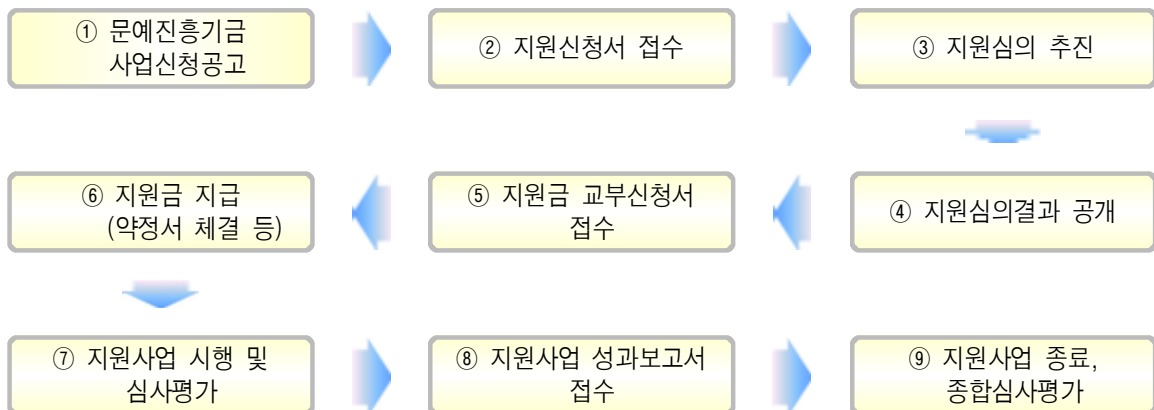 ① 문예진흥기금
사업신청공고
② 지원신청서 접수
③ 지원심의 추진
④ 지원심의결과 공개
⑤ 지원금 교부신청서
접수
⑥ 지원금 지급
(약정서 체결 등)
⑦ 지원사업 시행 및
심사평가
⑧ 지원사업 성과보고서
접수
⑨ 지원사업 종료,
종합심사평가